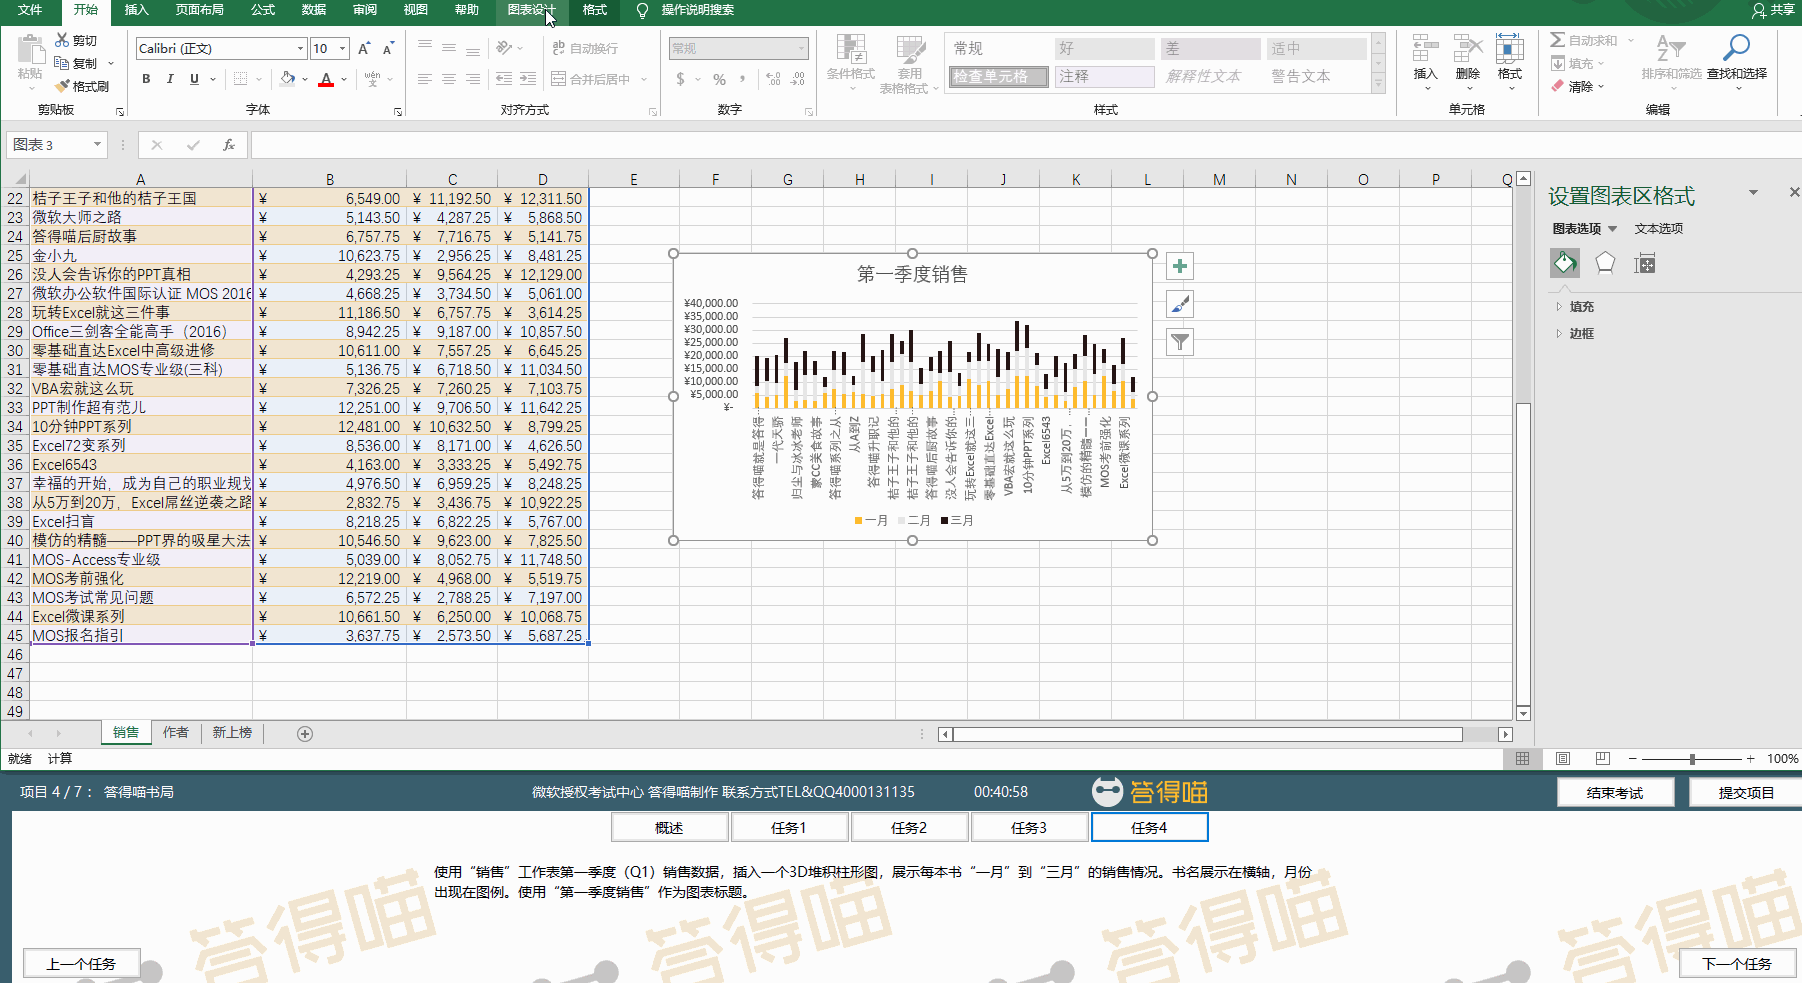 文件 开始 插入 页面布局 公式 数据 审阅 视图 帮助 图表设计 格式 操作说明搜索 共享
粘贴 剪切 复制 格式刷 剪贴板
Calibri (正文) 10 B I U A wén 文 字体
ab 自动换行 合并后居中 对齐方式
常规 $ % , 数字
条件格式 套用表格格式 常规 好 差 适中
检查单元格 注释 解释性文本 警告文本 样式
插入 删除 格式 单元格
自动求和 填充 清除 排序和筛选 查找和选择 编辑
图表 3 fx
A B C D E F G H I J K L M N O P Q
22 桔子王子和他的桔子王国 ¥ 6,549.00 ¥ 11,192.50 ¥ 12,311.50
23 微软大师之路 ¥ 5,143.50 ¥ 4,287.25 ¥ 5,868.50
24 答得喵后厨故事 ¥ 6,757.75 ¥ 7,716.75 ¥ 5,141.75
25 金小九 ¥ 10,623.75 ¥ 2,956.25 ¥ 8,481.25
26 没人会告诉你的PPT真相 ¥ 4,293.25 ¥ 9,564.25 ¥ 12,129.00
27 微软办公软件国际认证 MOS 2016 ¥ 4,668.25 ¥ 3,734.50 ¥ 5,061.00
28 玩转Excel就这三件事 ¥ 11,186.50 ¥ 6,757.75 ¥ 3,614.25
29 Office三剑客全能高手（2016） ¥ 8,942.25 ¥ 9,187.00 ¥ 10,857.50
30 零基础直达Excel中高级进修 ¥ 10,611.00 ¥ 7,557.25 ¥ 6,645.25
31 零基础直达MOS专业级(三科) ¥ 5,136.75 ¥ 6,718.50 ¥ 11,034.50
32 VBA宏就这么玩 ¥ 7,326.25 ¥ 7,260.25 ¥ 7,103.75
33 PPT制作超有范儿 ¥ 12,251.00 ¥ 9,706.50 ¥ 11,642.25
34 10分钟PPT系列 ¥ 12,481.00 ¥ 10,632.50 ¥ 8,799.25
35 Excel72变系列 ¥ 8,536.00 ¥ 8,171.00 ¥ 4,626.50
36 Excel6543 ¥ 4,163.00 ¥ 3,333.25 ¥ 5,492.75
37 幸福的开始，成为自己的职业规划 ¥ 4,976.50 ¥ 6,959.25 ¥ 8,248.25
38 从5万到20万，Excel屌丝逆袭之路 ¥ 2,832.75 ¥ 3,436.75 ¥ 10,922.25
39 Excel扫盲 ¥ 8,218.25 ¥ 6,822.25 ¥ 5,767.00
40 模仿的精髓——PPT界的吸星大法 ¥ 10,546.50 ¥ 9,623.00 ¥ 7,825.50
41 MOS-Access专业级 ¥ 5,039.00 ¥ 8,052.75 ¥ 11,748.50
42 MOS考前强化 ¥ 12,219.00 ¥ 4,968.00 ¥ 5,519.75
43 MOS考试常见问题 ¥ 6,572.25 ¥ 2,788.25 ¥ 7,197.00
44 Excel微课系列 ¥ 10,661.50 ¥ 6,250.00 ¥ 10,068.75
45 MOS报名指引 ¥ 3,637.75 ¥ 2,573.50 ¥ 5,687.25
46
47
48
49
第一季度销售
¥40,000.00
¥35,000.00
¥30,000.00
¥25,000.00
¥20,000.00
¥15,000.00
¥10,000.00
¥5,000.00
¥-
答得喵就是答得…
一代天骄
归尘与冰冰老师
蒙CC美食故事
答得喵系列之从…
从A到Z
答得喵升职记
桔子王子和他的…
桔子王子和他的…
答得喵后厨故事
没人会告诉你的…
玩转Excel就这三…
零基础直达Excel…
VBA宏就这么玩
10分钟PPT系列
Excel6543
从5万到20万，…
模仿的精髓——…
MOS考前强化
Excel微课系列
一月 二月 三月
设置图表区格式
图表选项 文本选项
填充
边框
销售 作者 新上榜
就绪 计算 100%
项目 4 / 7 ： 答得喵书局 微软授权考试中心 答得喵制作 联系方式TEL&QQ4000131135 00:40:58 答得喵 结束考试 提交项目
概述 任务1 任务2 任务3 任务4
使用“销售”工作表第一季度（Q1）销售数据，插入一个3D堆积柱形图，展示每本书“一月”到“三月”的销售情况。书名展示在横轴，月份
出现在图例。使用“第一季度销售”作为图表标题。
答得喵 答得喵 答得喵 答得喵
上一个任务 下一个任务